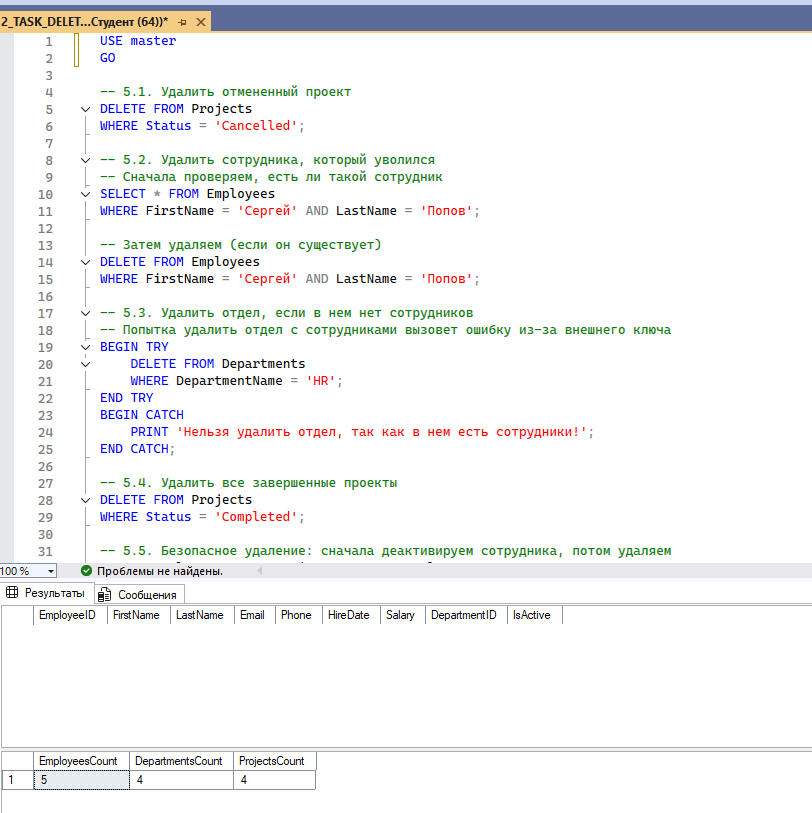 2_TASK_DELET...Студент (64))*
1 USE master
2 GO
3
4 -- 5.1. Удалить отмененный проект
5 DELETE FROM Projects
6 WHERE Status = 'Cancelled';
7
8 -- 5.2. Удалить сотрудника, который уволился
9 -- Сначала проверяем, есть ли такой сотрудник
10 SELECT * FROM Employees
11 WHERE FirstName = 'Сергей' AND LastName = 'Попов';
12
13 -- Затем удаляем (если он существует)
14 DELETE FROM Employees
15 WHERE FirstName = 'Сергей' AND LastName = 'Попов';
16
17 -- 5.3. Удалить отдел, если в нем нет сотрудников
18 -- Попытка удалить отдел с сотрудниками вызовет ошибку из-за внешнего ключа
19 BEGIN TRY
20 DELETE FROM Departments
21 WHERE DepartmentName = 'HR';
22 END TRY
23 BEGIN CATCH
24 PRINT 'Нельзя удалить отдел, так как в нем есть сотрудники!';
25 END CATCH;
26
27 -- 5.4. Удалить все завершенные проекты
28 DELETE FROM Projects
29 WHERE Status = 'Completed';
30
31 -- 5.5. Безопасное удаление: сначала деактивируем сотрудника, потом удаляем
100 % Проблемы не найдены.
Результаты Сообщения
EmployeeID FirstName LastName Email Phone HireDate Salary DepartmentID IsActive
EmployeesCount DepartmentsCount ProjectsCount
1 5 4 4